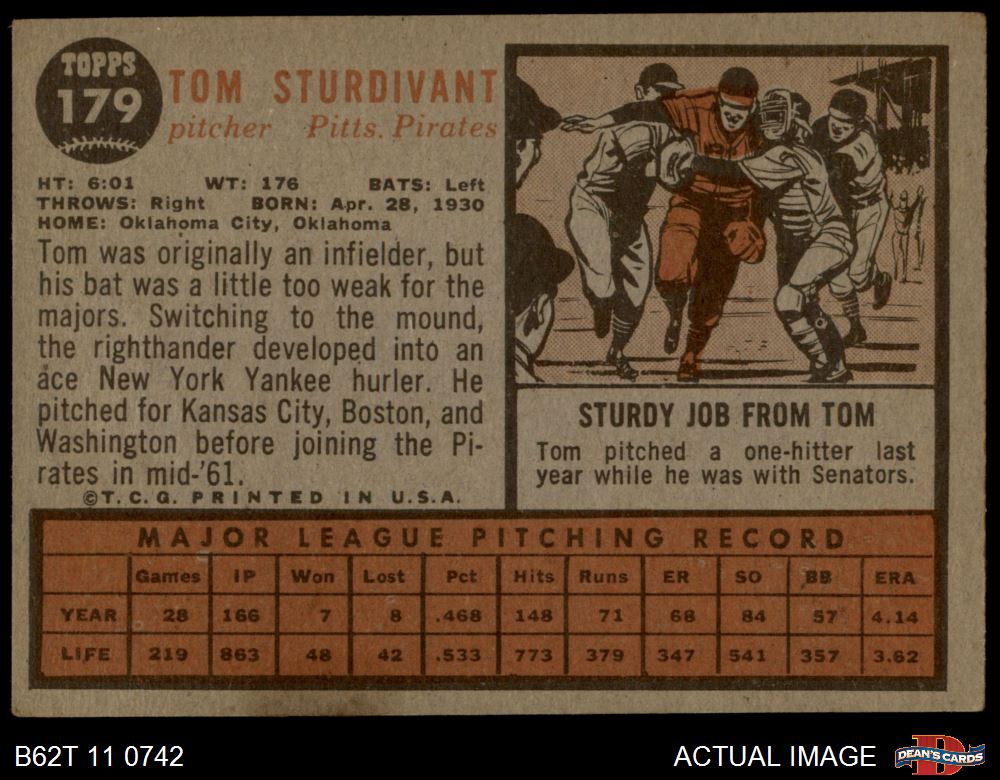 TOPPS
179
TOM STURDIVANT
pitcher Pitts. Pirates
HT: 6:01 WT: 176 BATS: Left
THROWS: Right BORN: Apr. 28, 1930
HOME: Oklahoma City, Oklahoma
Tom was originally an infielder, but
his bat was a little too weak for the
majors. Switching to the mound,
the righthander developed into an
ace New York Yankee hurler. He
pitched for Kansas City, Boston, and
Washington before joining the Pi-
rates in mid-'61.
©T.C.G. PRINTED IN U.S.A.
STURDY JOB FROM TOM
Tom pitched a one-hitter last
year while he was with Senators.
MAJOR LEAGUE PITCHING RECORD
Games IP Won Lost Pct Hits Runs ER SO BB ERA
YEAR 28 166 7 8 .468 148 71 68 84 57 4.14
LIFE 219 863 48 42 .533 773 379 347 541 357 3.62
B62T 11 0742
ACTUAL IMAGE
D
DEAN'S CARDS